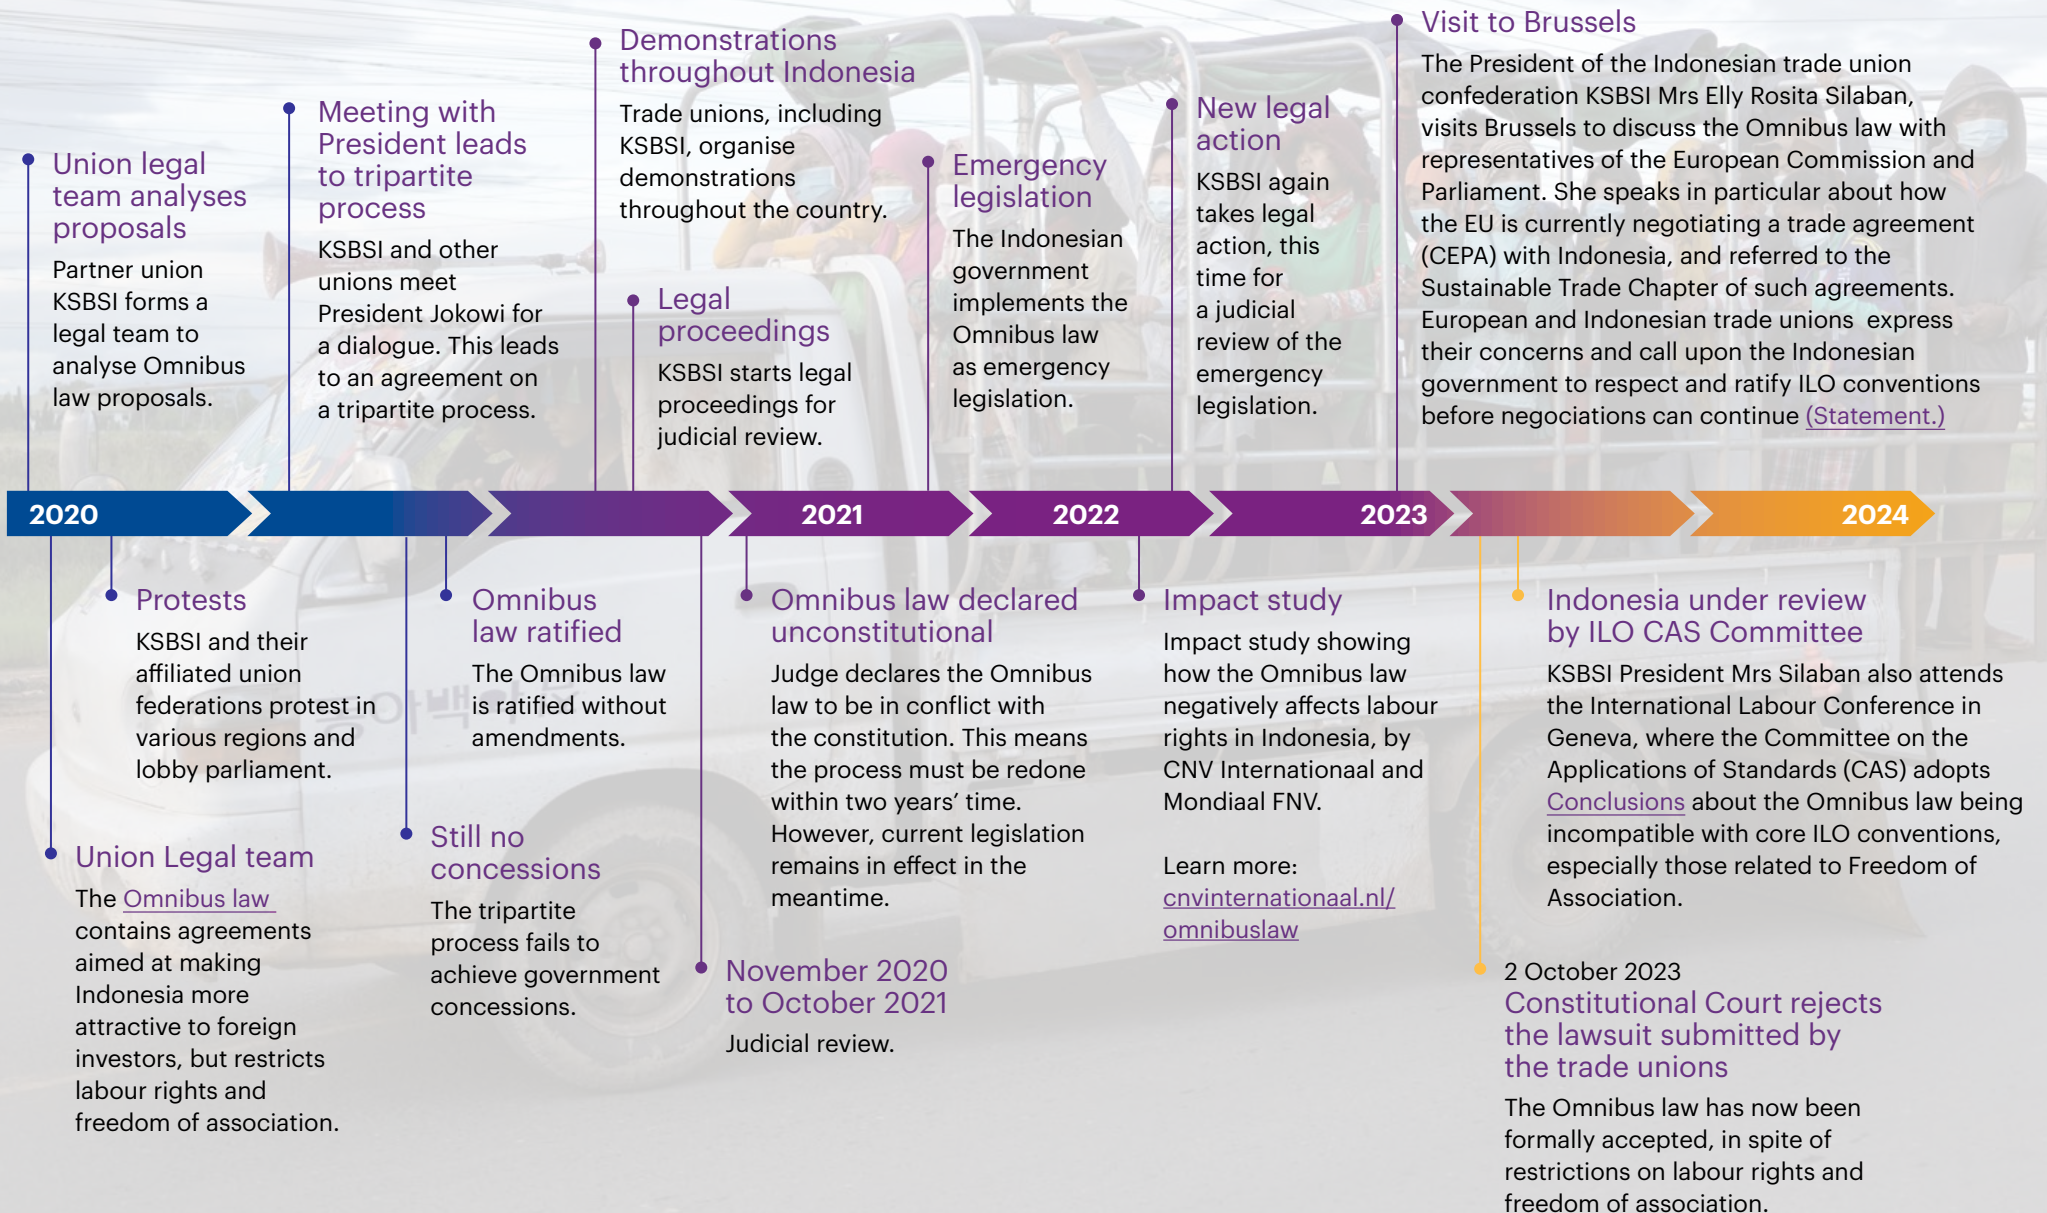 Union legal
team analyses
proposals
Partner union
KSBSI forms a
legal team to
analyse Omnibus
law proposals.
Meeting with
President leads
to tripartite
process
KSBSI and other
unions meet
President Jokowi for
a dialogue. This leads
to an agreement on
a tripartite process.
Demonstrations
throughout Indonesia
Trade unions, including
KSBSI, organise
demonstrations
throughout the country.
Legal
proceedings
KSBSI starts legal
proceedings for
judicial review.
Emergency
legislation
The Indonesian
government
implements the
Omnibus law
as emergency
legislation.
New legal
action
KSBSI again
takes legal
action, this
time for
a judicial
review of the
emergency
legislation.
Visit to Brussels
The President of the Indonesian trade union
confederation KSBSI Mrs Elly Rosita Silaban,
visits Brussels to discuss the Omnibus law with
representatives of the European Commission and
Parliament. She speaks in particular about how
the EU is currently negotiating a trade agreement
(CEPA) with Indonesia, and referred to the
Sustainable Trade Chapter of such agreements.
European and Indonesian trade unions express
their concerns and call upon the Indonesian
government to respect and ratify ILO conventions
before negociations can continue (Statement.)
2020
2021
2022
2023
2024
Protests
KSBSI and their
affiliated union
federations protest in
various regions and
lobby parliament.
Union Legal team
The Omnibus law
contains agreements
aimed at making
Indonesia more
attractive to foreign
investors, but restricts
labour rights and
freedom of association.
Omnibus
law ratified
The Omnibus law
is ratified without
amendments.
Still no
concessions
The tripartite
process fails to
achieve government
concessions.
Omnibus law declared
unconstitutional
Judge declares the Omnibus
law to be in conflict with
the constitution. This means
the process must be redone
within two years’ time.
However, current legislation
remains in effect in the
meantime.
November 2020
to October 2021
Judicial review.
Impact study
Impact study showing
how the Omnibus law
negatively affects labour
rights in Indonesia, by
CNV Internationaal and
Mondiaal FNV.
Learn more:
cnvinternationaal.nl/
omnibuslaw
Indonesia under review
by ILO CAS Committee
KSBSI President Mrs Silaban also attends
the International Labour Conference in
Geneva, where the Committee on the
Applications of Standards (CAS) adopts
Conclusions about the Omnibus law being
incompatible with core ILO conventions,
especially those related to Freedom of
Association.
2 October 2023
Constitutional Court rejects
the lawsuit submitted by
the trade unions
The Omnibus law has now been
formally accepted, in spite of
restrictions on labour rights and
freedom of association.